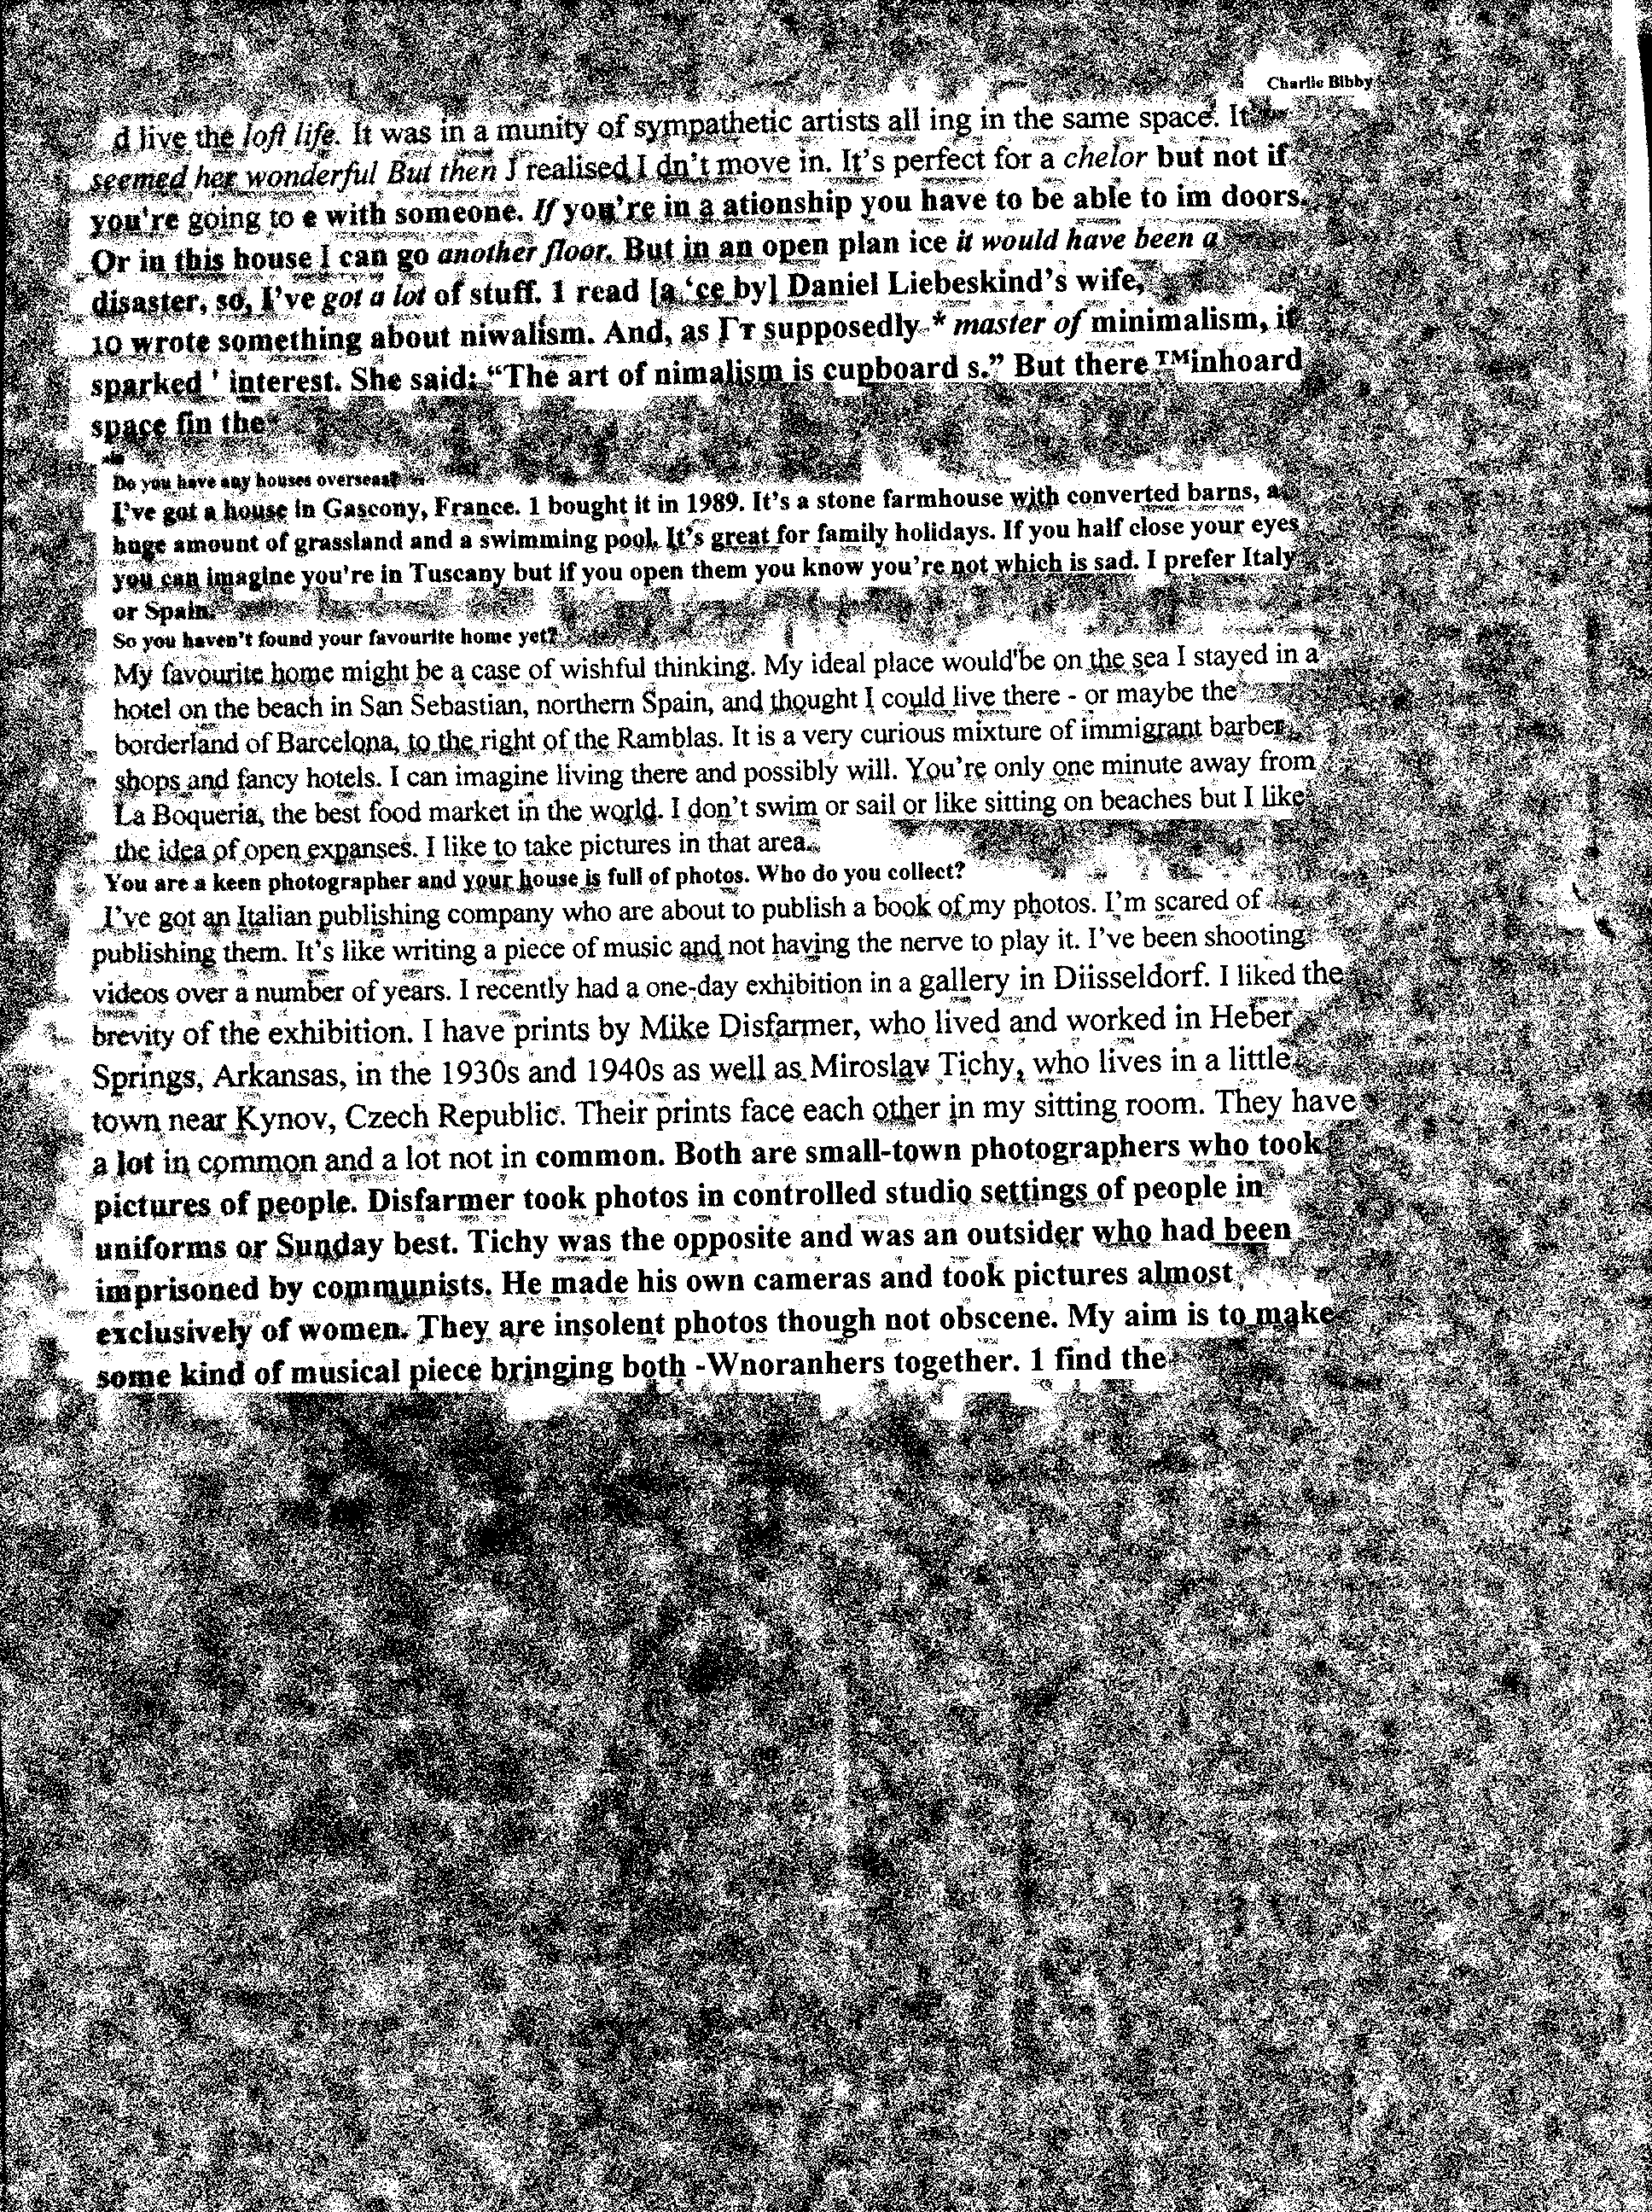 Charlie Bibby
d live the loft life. It was in a munity of sympathetic artists all ing in the same space. It
seemed her wonderful But then J realised I dn't move in. It's perfect for a chelor but not if
you're going to e with someone. If you're in a ationship you have to be able to im doors.
Or in this house I can go another floor. But in an open plan ice it would have been a
disaster, so, I've got a lot of stuff. 1 read [a 'ce by] Daniel Liebeskind's wife,
10 wrote something about niwalism. And, as Гт supposedly * master of minimalism, it
sparked ' interest. She said: “The art of nimalism is cupboard s.” But there ™inhoard
space fin the
Do you have any houses overseas?
I've got a house in Gascony, France. 1 bought it in 1989. It's a stone farmhouse with converted barns, a
huge amount of grassland and a swimming pool. It's great for family holidays. If you half close your eyes
you can imagine you're in Tuscany but if you open them you know you're not which is sad. I prefer Italy
or Spain.
So you haven't found your favourite home yet?
My favourite home might be a case of wishful thinking. My ideal place would'be on the sea I stayed in a
hotel on the beach in San Sebastian, northern Spain, and thought I could live there - or maybe the
borderland of Barcelona, to the right of the Ramblas. It is a very curious mixture of immigrant barber
shops and fancy hotels. I can imagine living there and possibly will. You're only one minute away from
La Boqueria, the best food market in the world. I don't swim or sail or like sitting on beaches but I like
the idea of open expanses. I like to take pictures in that area.
You are a keen photographer and your house is full of photos. Who do you collect?
I've got an Italian publishing company who are about to publish a book of my photos. I'm scared of
publishing them. It's like writing a piece of music and not having the nerve to play it. I've been shooting
videos over a number of years. I recently had a one-day exhibition in a gallery in Diisseldorf. I liked the
brevity of the exhibition. I have prints by Mike Disfarmer, who lived and worked in Heber
Springs, Arkansas, in the 1930s and 1940s as well as Miroslav Tichy, who lives in a little
town near Kynov, Czech Republic. Their prints face each other in my sitting room. They have
a lot in common and a lot not in common. Both are small-town photographers who took
pictures of people. Disfarmer took photos in controlled studio settings of people in
uniforms or Sunday best. Tichy was the opposite and was an outsider who had been
imprisoned by communists. He made his own cameras and took pictures almost
exclusively of women. They are insolent photos though not obscene. My aim is to make
some kind of musical piece bringing both -Wnoranhers together. 1 find the